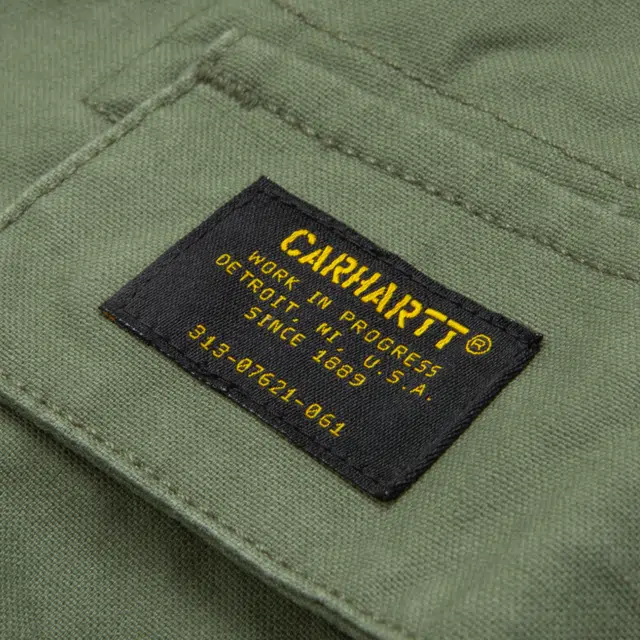 CARHARTT®
WORK IN PROGRESS
DETROIT, MI, U.S.A.
SINCE 1889
313-07621-061